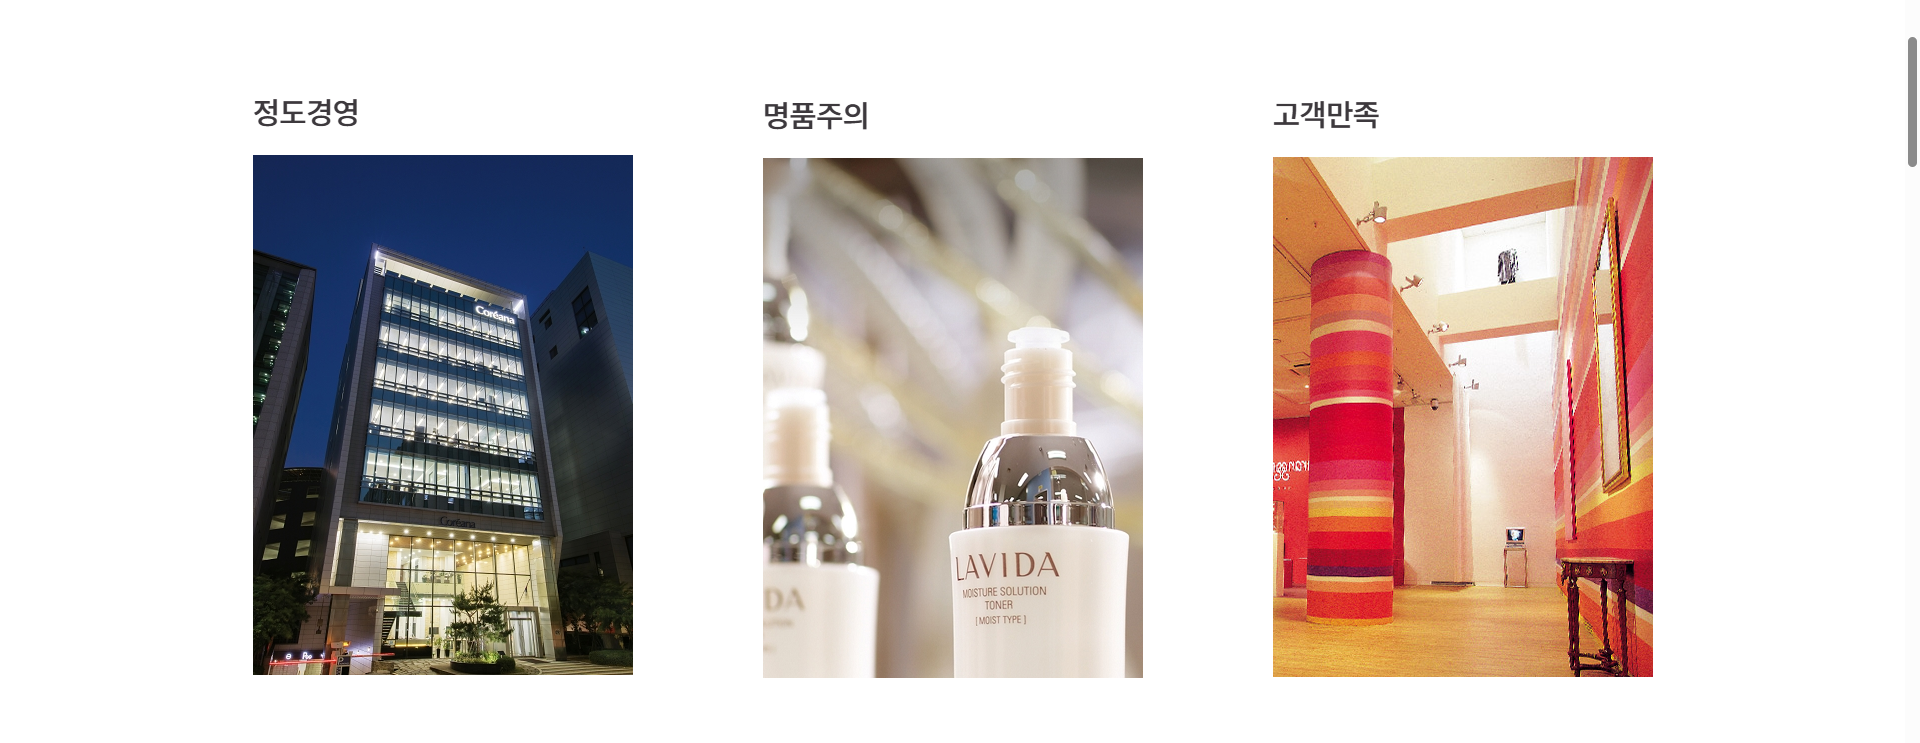 정도경영
명품주의
고객만족
Coréana
Coréana
LAVIDA
MOISTURE SOLUTION
TONER
[ MOIST TYPE ]